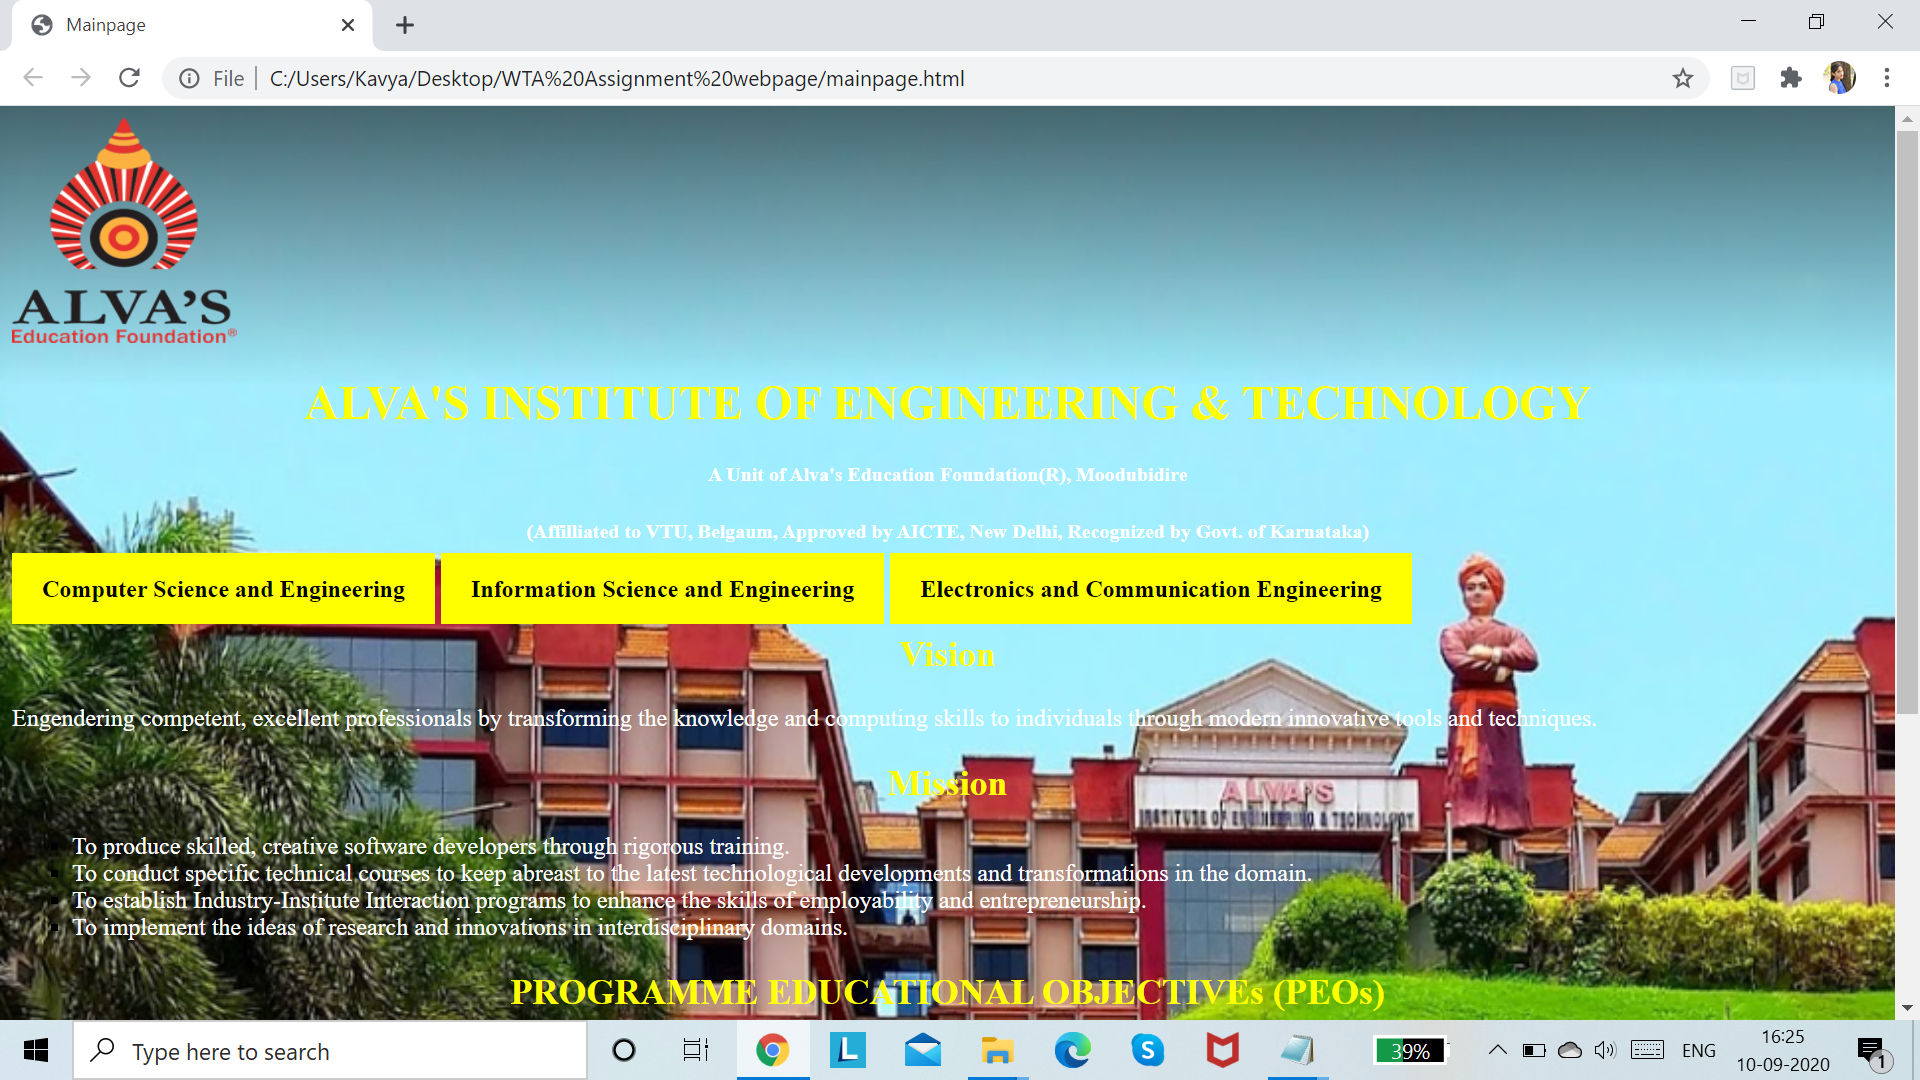 Mainpage
File
C:/Users/Kavya/Desktop/WTA%20Assignment%20webpage/mainpage.html
ALVA'S
Education Foundation®
ALVA'S INSTITUTE OF ENGINEERING & TECHNOLOGY
A Unit of Alva's Education Foundation(R), Moodubidire
(Affilliated to VTU, Belgaum, Approved by AICTE, New Delhi, Recognized by Govt. of Karnataka)
Computer Science and Engineering
Information Science and Engineering
Electronics and Communication Engineering
Vision
Engendering competent, excellent professionals by transforming the knowledge and computing skills to individuals through modern innovative tools and techniques.
Mission
ALVA'S
INSTITUTE OF ENGINEERING & TECHNOLOGY
To produce skilled, creative software developers through rigorous training.
To conduct specific technical courses to keep abreast to the latest technological developments and transformations in the domain.
To establish Industry-Institute Interaction programs to enhance the skills of employability and entrepreneurship.
To implement the ideas of research and innovations in interdisciplinary domains.
PROGRAMME EDUCATIONAL OBJECTIVEs (PEOs)
Type here to search
L
S
39%
ENG
16:25
10-09-2020
1